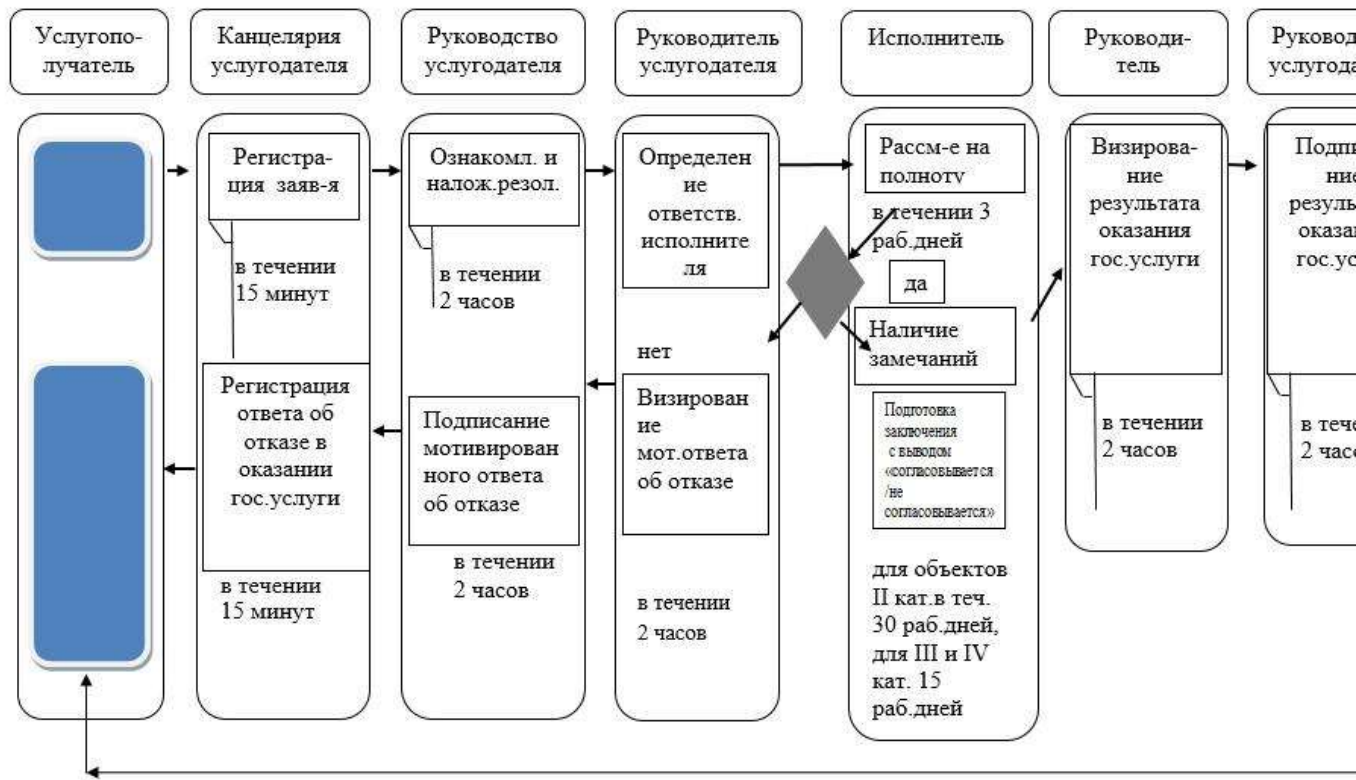 Услугопо-
лучатель
Канцелярия
услугодателя
Руководство
услугодателя
Руководитель
услугодателя
Исполнитель
Руководи-
тель
Регистра-
ция заяв-я
в течении
15 минут
Регистрация
ответа об
отказе в
оказании
гос.услуги
в течении
15 минут
Ознакомл. и
налож.резол.
в течении
2 часов
Подписание
мотивирован
ного ответа
об отказе
в течении
2 часов
Определен
ие
ответств.
исполните
ля
нет
Визирован
ие
мот.ответа
об отказе
в течении
2 часов
Рассм-е на
полноту
в течении 3
раб.дней
да
Наличие
замечаний
Подготовка
заключения
с выводом
«согласовывается
/не
согласовывается»
для объектов
II кат.в теч.
30 раб.дней,
для III и IV
кат. 15
раб.дней
Визирова-
ние
результата
оказания
гос.услуги
в течении
2 часов